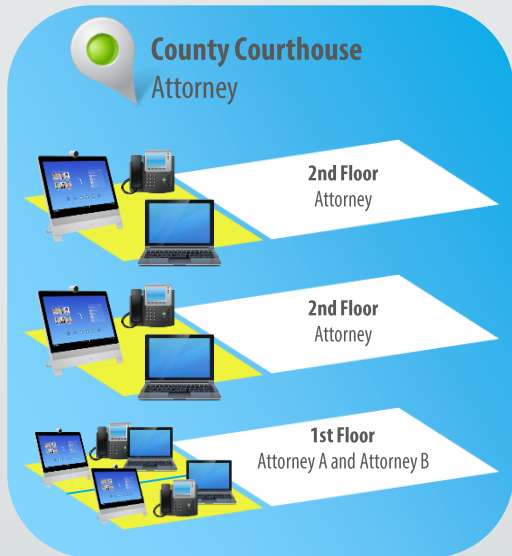 County Courthouse
Attorney
2nd Floor
Attorney
2nd Floor
Attorney
1st Floor
Attorney A and Attorney B